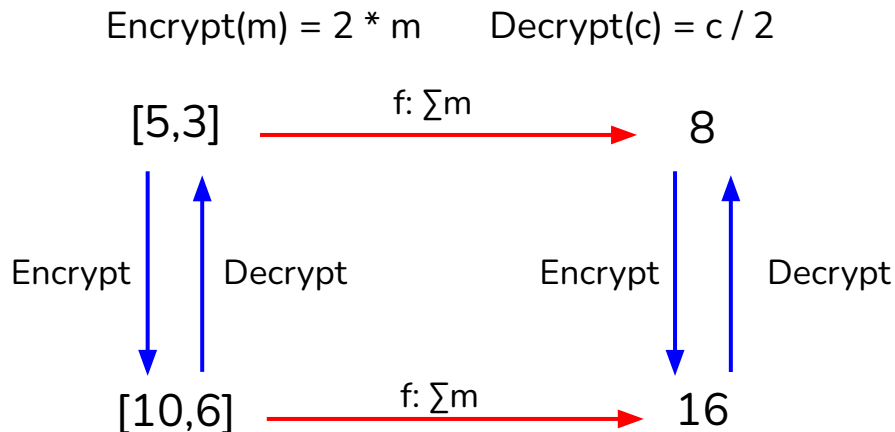 Encrypt(m) = 2 * m Decrypt(c) = c / 2
f: ∑m
[5,3] 8
Encrypt Decrypt Encrypt Decrypt
f: ∑m
[10,6] 16